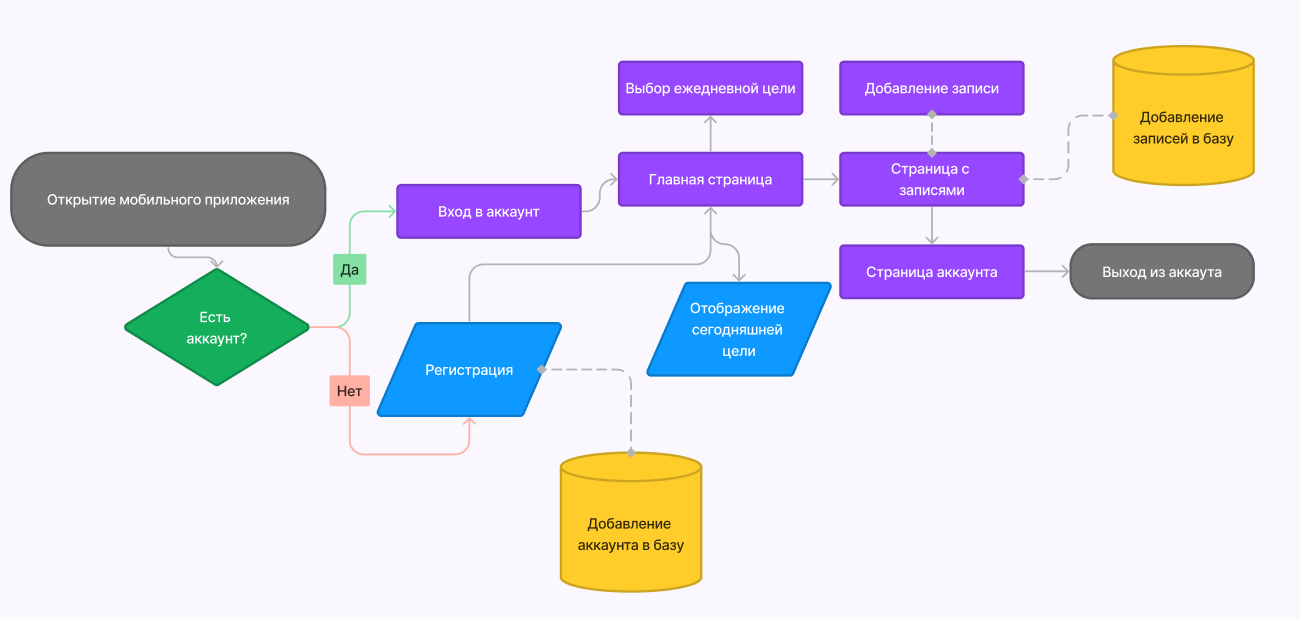 Открытие мобильного приложения
Есть
аккаунт?
Да
Нет
Вход в аккаунт
Регистрация
Добавление
аккаунта в базу
Выбор ежедневной цели
Главная страница
Отображение
сегодняшней
цели
Добавление записи
Страница с
записями
Страница аккаунта
Добавление
записей в базу
Выход из аккаута